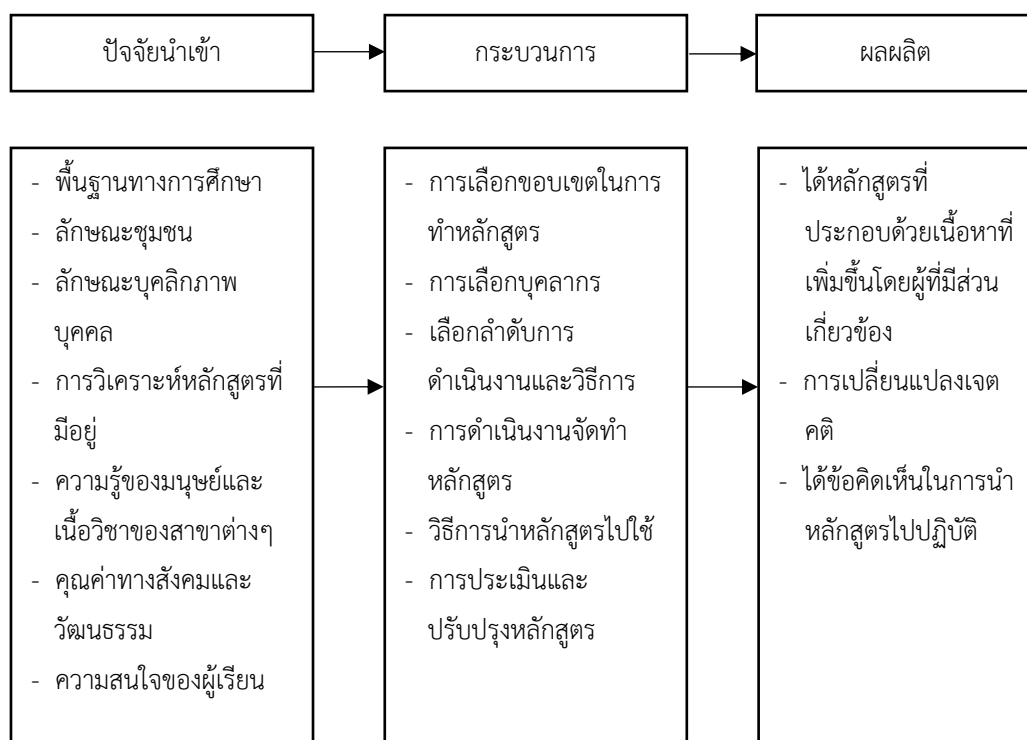 ปัจจัยนำเข้า
กระบวนการ
ผลผลิต
- พื้นฐานทางการศึกษา
- ลักษณะชุมชน
- ลักษณะบุคลิกภาพ
บุคคล
- การวิเคราะห์หลักสูตรที่
มีอยู่
- ความรู้ของมนุษย์และ
เนื้อวิชาของสาขาต่างๆ
- คุณค่าทางสังคมและ
วัฒนธรรม
- ความสนใจของผู้เรียน
- การเลือกขอบเขตในการ
ทำหลักสูตร
- การเลือกบุคลากร
- เลือกลำดับการ
ดำเนินงานและวิธีการ
- การดำเนินงานจัดทำ
หลักสูตร
- วิธีการนำหลักสูตรไปใช้
- การประเมินและ
ปรับปรุงหลักสูตร
- ได้หลักสูตรที่
ประกอบด้วยเนื้อหาที่
เพิ่มขึ้นโดยผู้ที่มีส่วน
เกี่ยวข้อง
- การเปลี่ยนแปลงเจต
คติ
- ได้ข้อคิดเห็นในการนำ
หลักสูตรไปปฏิบัติ